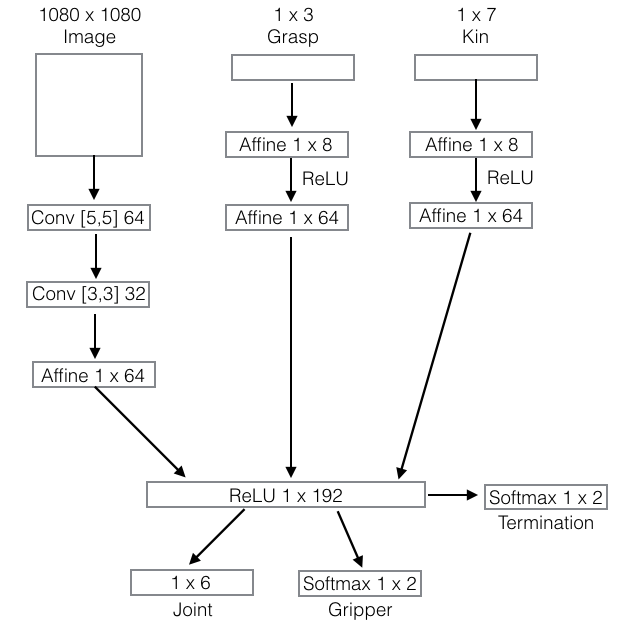 1080 x 1080
Image
1 x 3
Grasp
1 x 7
Kin
Affine 1 x 8
Affine 1 x 8
ReLU
ReLU
Conv [5,5] 64
Affine 1 x 64
Affine 1 x 64
Conv [3,3] 32
Affine 1 x 64
ReLU 1 x 192
Softmax 1 x 2
Termination
1 x 6
Joint
Softmax 1 x 2
Gripper